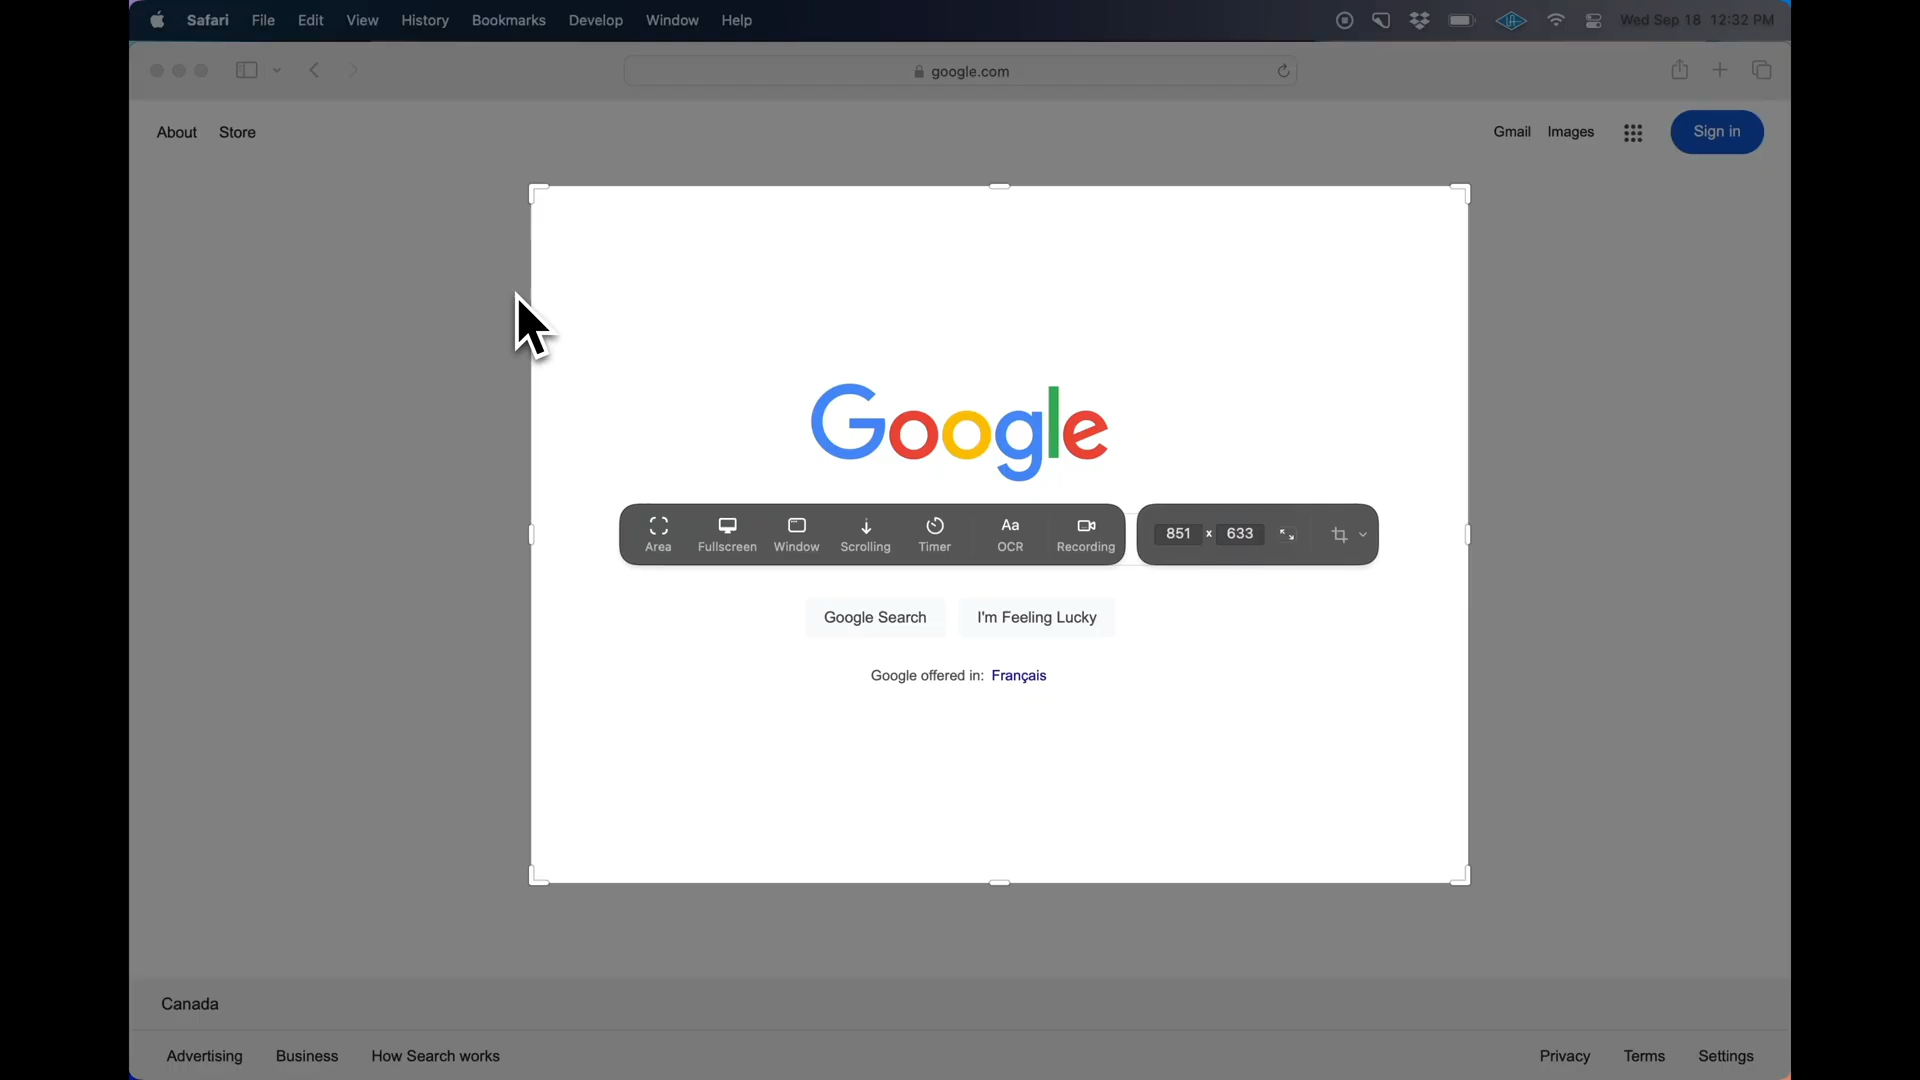 Safari File Edit View History Bookmarks Develop Window Help Wed Sep 18 12:32 PM
google.com
About Store Gmail Images Sign in
Google
Area Fullscreen Window Scrolling Timer Aa OCR Recording 851 x 633
Google Search I'm Feeling Lucky
Google offered in: Français
Canada
Advertising Business How Search works Privacy Terms Settings